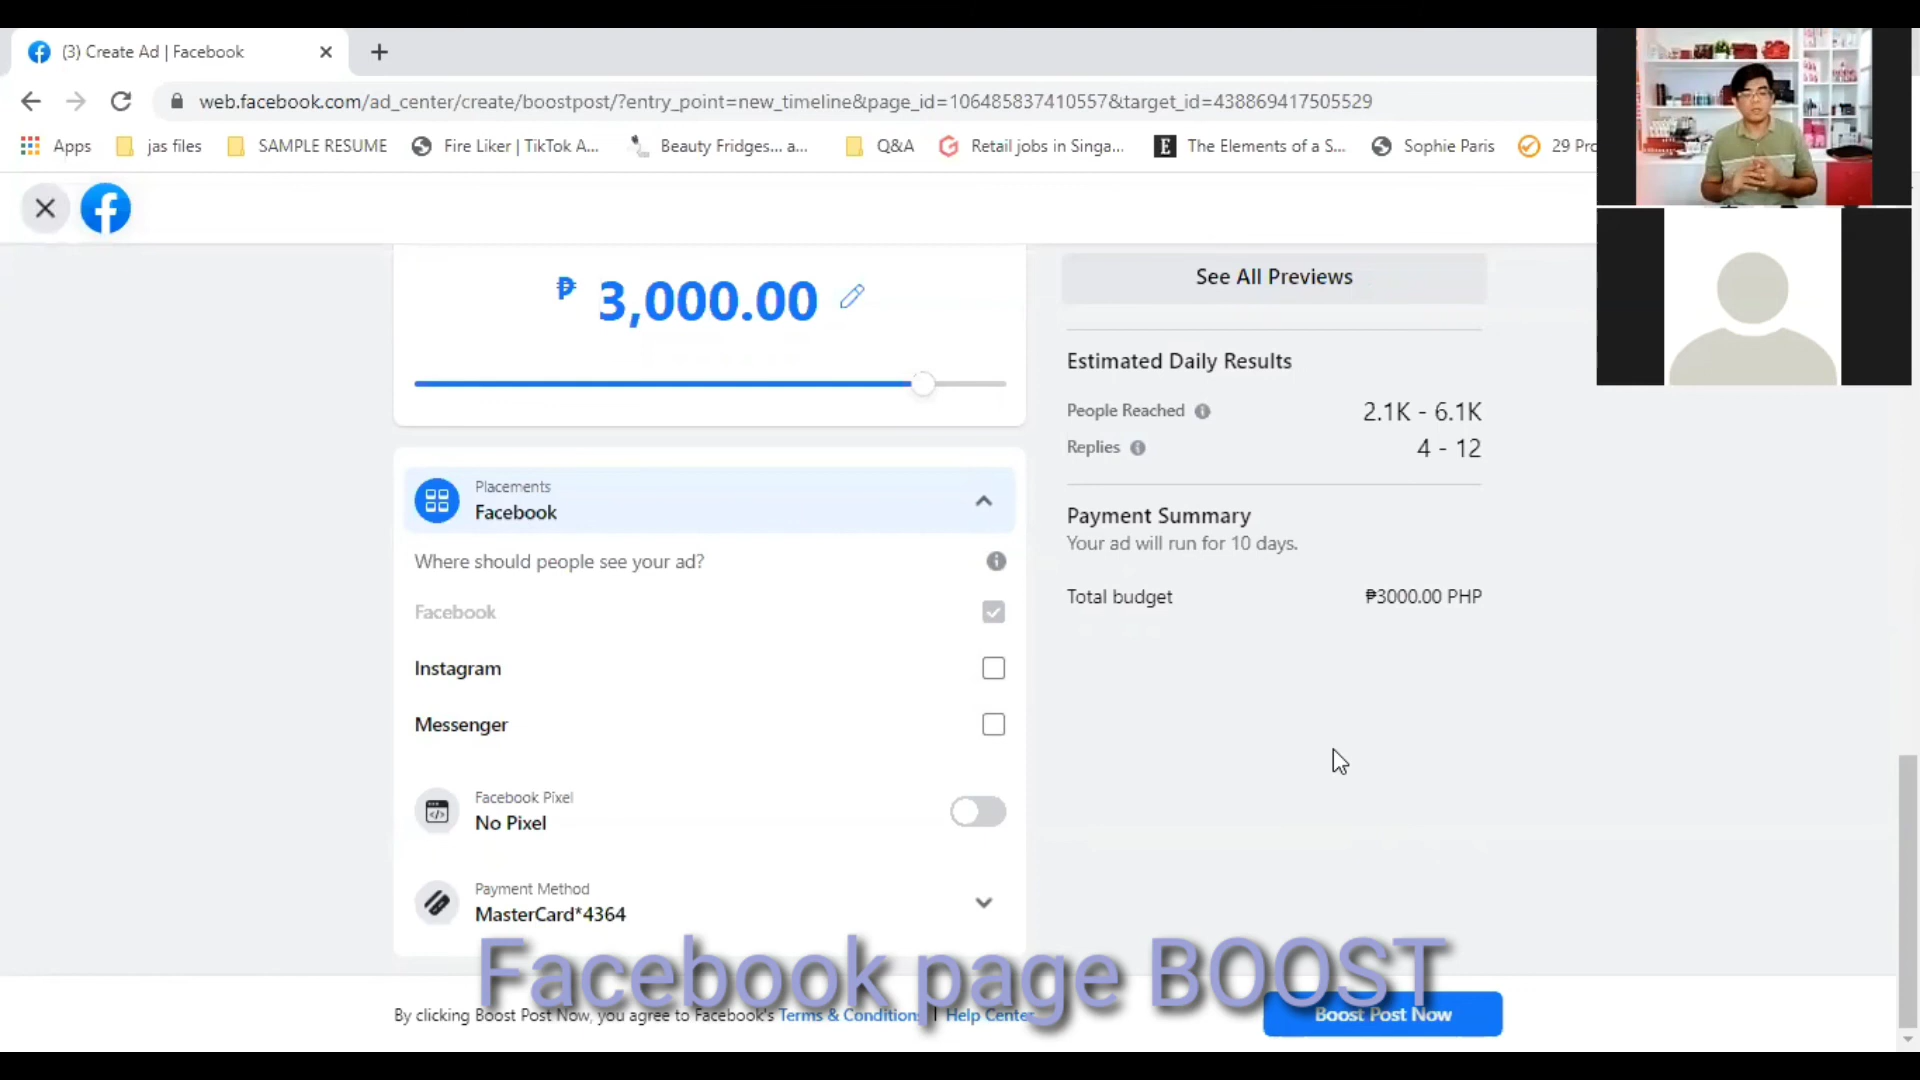 (3) Create Ad | Facebook
web.facebook.com/ad_center/create/boostpost/?entry_point=new_timeline&page_id=106485837410557&target_id=438869417505529
Apps jas files SAMPLE RESUME Fire Liker | TikTok A... Beauty Fridges... a... Q&A Retail jobs in Singa... The Elements of a S... Sophie Paris 29 Pro
₱ 3,000.00
See All Previews
Estimated Daily Results
People Reached 2.1K - 6.1K
Replies 4 - 12
Placements
Facebook
Payment Summary
Your ad will run for 10 days.
Where should people see your ad?
Total budget ₱3000.00 PHP
Facebook
Instagram
Messenger
Facebook Pixel
No Pixel
Payment Method
MasterCard*4364
Facebook page BOOST
By clicking Boost Post Now, you agree to Facebook's Terms & Conditions | Help Center
Boost Post Now